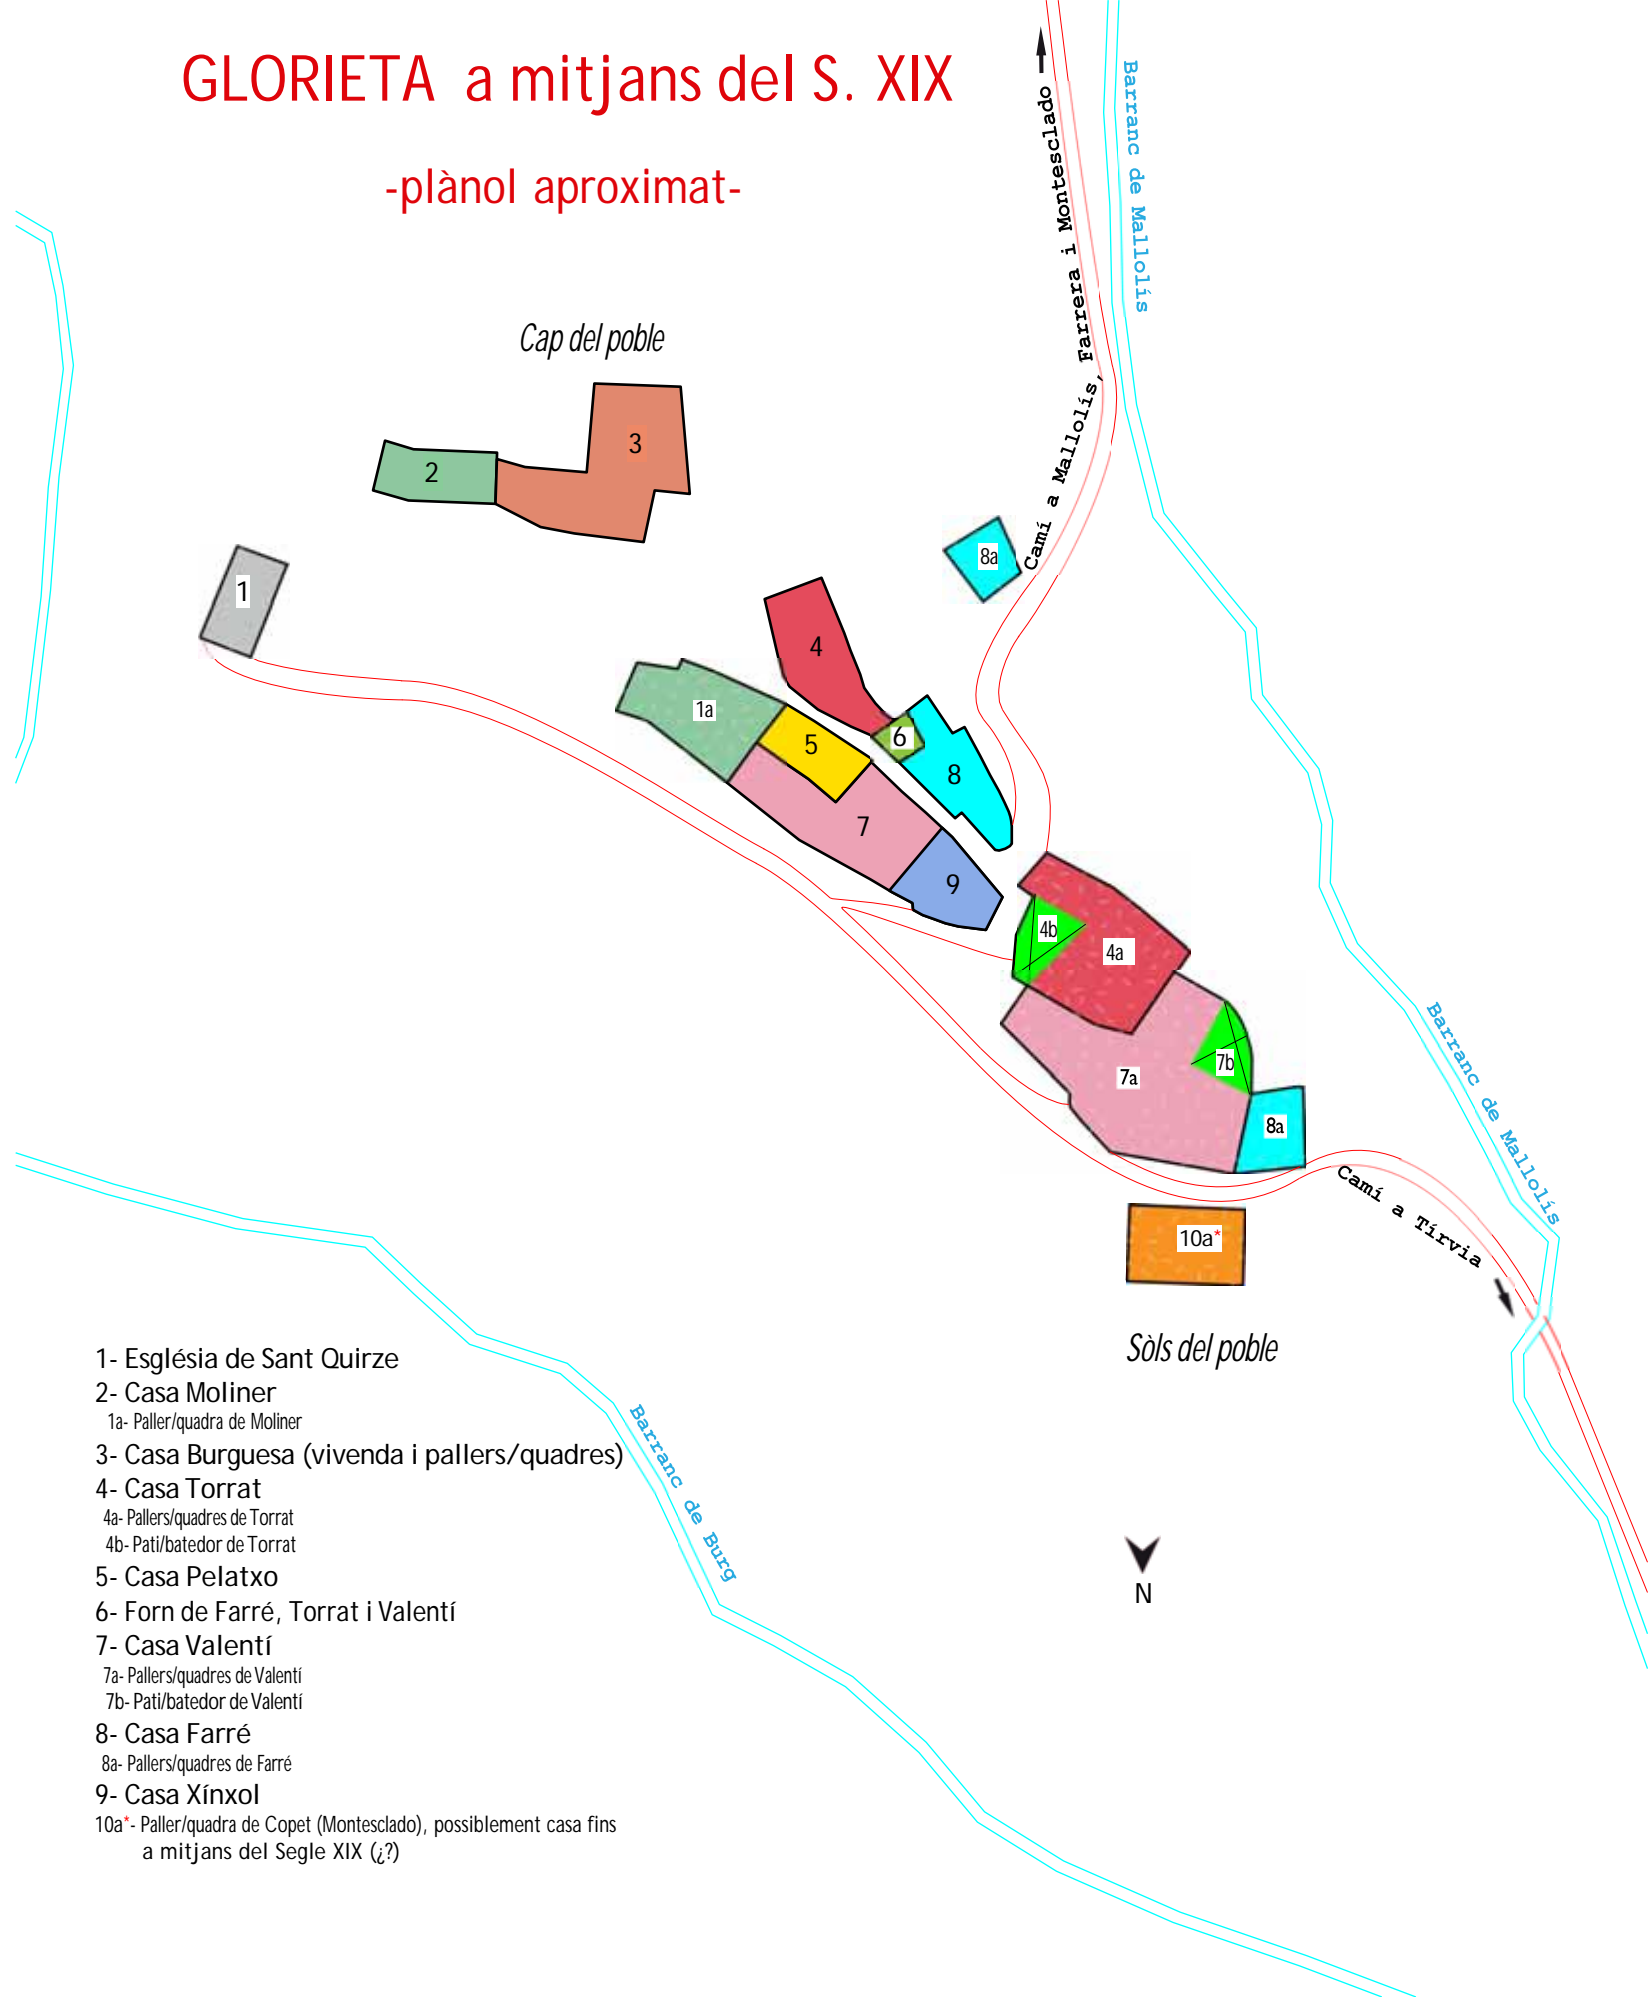 GLORIETA a mitjans del S. XIX
-plànol aproximat-
Barranc de Mallolís
Camí a Mallolís, Farrera i Montesclado
Cap del poble
3
2
8a
1
4
1a
6
5
8
7
9
4b
4a
7b
7a
8a
Barranc de Mallolís
Camí a Tírvia
10a*
Sòls del poble
1- Església de Sant Quirze
2- Casa Moliner
1a- Paller/quadra de Moliner
3- Casa Burguesa (vivenda i pallers/quadres)
4- Casa Torrat
4a- Pallers/quadres de Torrat
4b- Pati/batedor de Torrat
5- Casa Pelatxo
6- Forn de Farré, Torrat i Valentí
7- Casa Valentí
7a- Pallers/quadres de Valentí
7b- Pati/batedor de Valentí
8- Casa Farré
8a- Pallers/quadres de Farré
9- Casa Xínxol
10a*- Paller/quadra de Copet (Montesclado), possiblement casa fins
a mitjans del Segle XIX (¿?)
Barranc de Burg
N